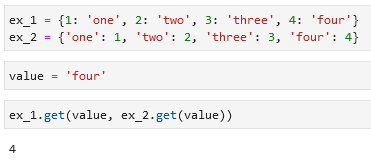 ex_1 = {1: 'one', 2: 'two', 3: 'three', 4: 'four'}
ex_2 = {'one': 1, 'two': 2, 'three': 3, 'four': 4}
value = 'four'
ex_1.get(value, ex_2.get(value))
4